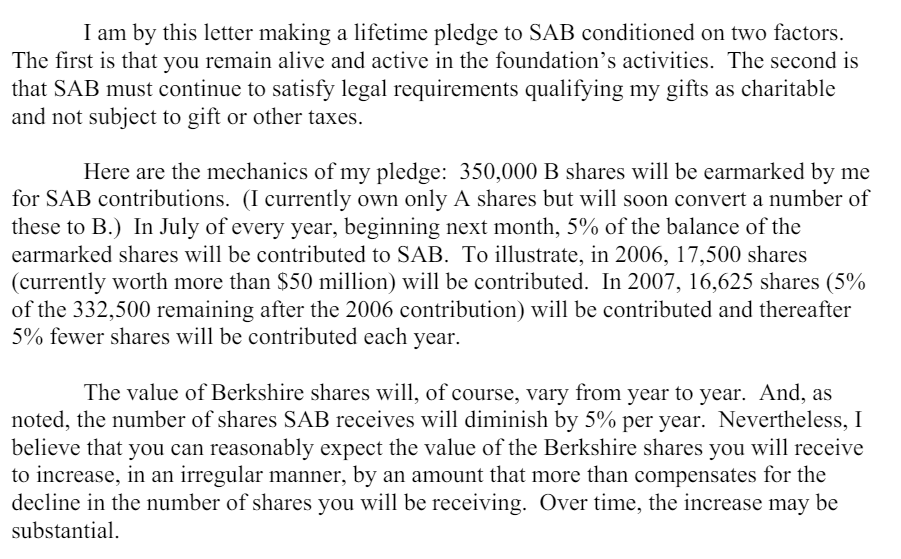 I am by this letter making a lifetime pledge to SAB conditioned on two factors.
The first is that you remain alive and active in the foundation’s activities.  The second is
that SAB must continue to satisfy legal requirements qualifying my gifts as charitable
and not subject to gift or other taxes.
Here are the mechanics of my pledge:  350,000 B shares will be earmarked by me
for SAB contributions.  (I currently own only A shares but will soon convert a number of
these to B.)  In July of every year, beginning next month, 5% of the balance of the
earmarked shares will be contributed to SAB.  To illustrate, in 2006, 17,500 shares
(currently worth more than $50 million) will be contributed.  In 2007, 16,625 shares (5%
of the 332,500 remaining after the 2006 contribution) will be contributed and thereafter
5% fewer shares will be contributed each year.
The value of Berkshire shares will, of course, vary from year to year.  And, as
noted, the number of shares SAB receives will diminish by 5% per year.  Nevertheless, I
believe that you can reasonably expect the value of the Berkshire shares you will receive
to increase, in an irregular manner, by an amount that more than compensates for the
decline in the number of shares you will be receiving.  Over time, the increase may be
substantial.